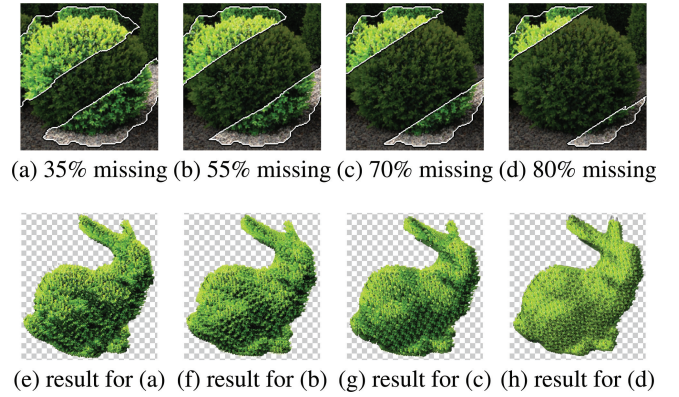 (a) 35% missing (b) 55% missing (c) 70% missing (d) 80% missing
(e) result for (a) (f) result for (b) (g) result for (c) (h) result for (d)